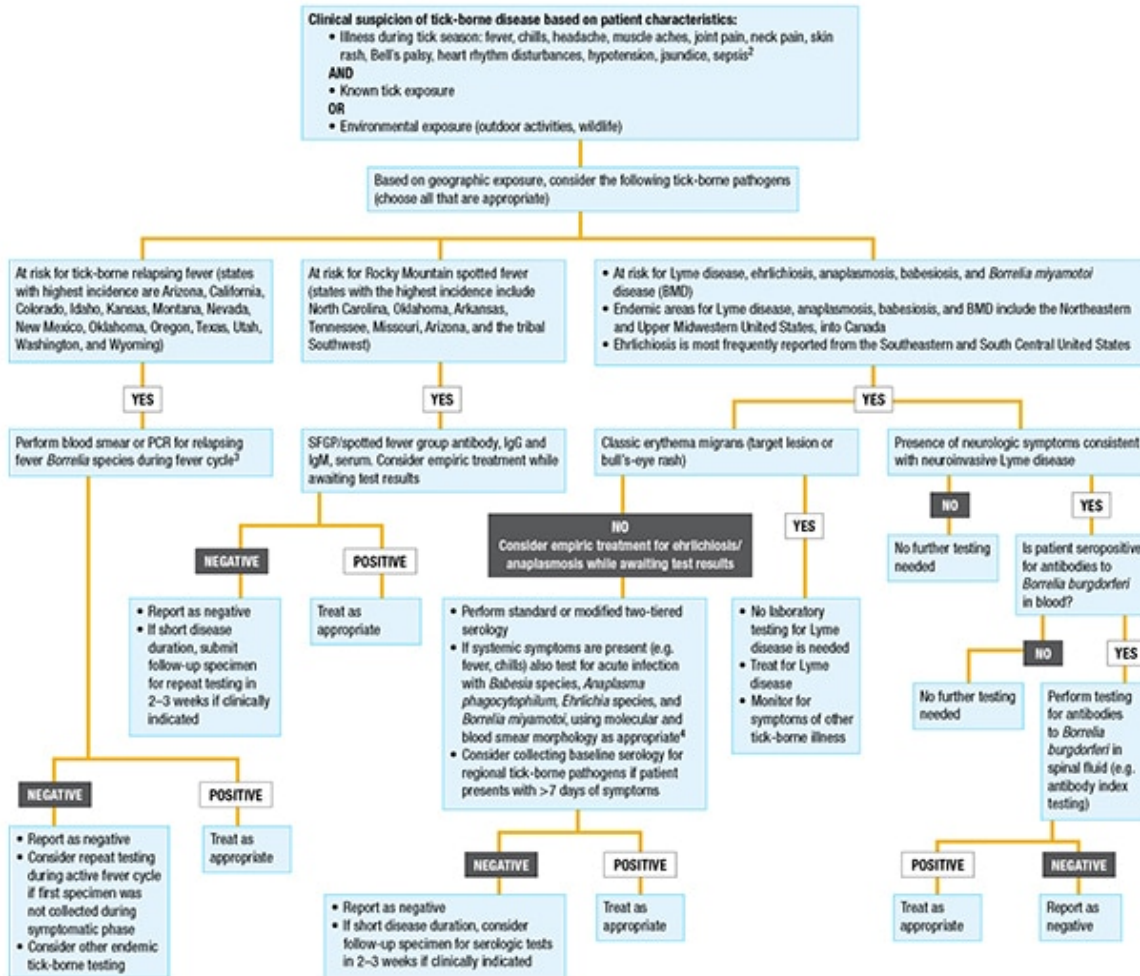 Clinical suspicion of tick-borne disease based on patient characteristics:
• Illness during tick season: fever, chills, headache, muscle aches, joint pain, neck pain, skin
rash, Bell's palsy, heart rhythm disturbances, hypotension, jaundice, sepsis²
AND
• Known tick exposure
OR
• Environmental exposure (outdoor activities, wildlife)
Based on geographic exposure, consider the following tick-borne pathogens
(choose all that are appropriate)
At risk for tick-borne relapsing fever (states
with highest incidence are Arizona, California,
Colorado, Idaho, Kansas, Montana, Nevada,
New Mexico, Oklahoma, Oregon, Texas, Utah,
Washington, and Wyoming)
At risk for Rocky Mountain spotted fever
(states with the highest incidence include
North Carolina, Oklahoma, Arkansas,
Tennessee, Missouri, Arizona, and the tribal
Southwest)
• At risk for Lyme disease, ehrlichiosis, anaplasmosis, babesiosis, and Borrelia miyamotoi
disease (BMD)
• Endemic areas for Lyme disease, anaplasmosis, babesiosis, and BMD include the Northeastern
and Upper Midwestern United States, into Canada
• Ehrlichiosis is most frequently reported from the Southeastern and South Central United States
YES
YES
YES
Perform blood smear or PCR for relapsing
fever Borrelia species during fever cycle³
SFGP/spotted fever group antibody, IgG and
IgM, serum. Consider empiric treatment while
awaiting test results
Classic erythema migrans (target lesion or
bull's-eye rash)
Presence of neurologic symptoms consistent
with neuroinvasive Lyme disease
NO
Consider empiric treatment for ehrlichiosis/
anaplasmosis while awaiting test results
YES
NO
YES
No further testing
needed
Is patient seropositive
for antibodies to
Borrelia burgdorferi
in blood?
NEGATIVE
POSITIVE
• Report as negative
• If short disease
duration, submit
follow-up specimen
for repeat testing in
2–3 weeks if clinically
indicated
Treat as
appropriate
• Perform standard or modified two-tiered
serology
• If systemic symptoms are present (e.g.
fever, chills) also test for acute infection
with Babesia species, Anaplasma
phagocytophilum, Ehrlichia species, and
Borrelia miyamotoi, using molecular and
blood smear morphology as appropriate⁴
• Consider collecting baseline serology for
regional tick-borne pathogens if patient
presents with >7 days of symptoms
• No laboratory
testing for Lyme
disease is needed
• Treat for Lyme
disease
• Monitor for
symptoms of other
tick-borne illness
NO
YES
No further testing
needed
Perform testing
for antibodies
to Borrelia
burgdorferi in
spinal fluid (e.g.
antibody index
testing)
NEGATIVE
POSITIVE
• Report as negative
• Consider repeat testing
during active fever cycle
if first specimen was
not collected during
symptomatic phase
• Consider other endemic
tick-borne testing
Treat as
appropriate
NEGATIVE
POSITIVE
• Report as negative
• If short disease duration, consider
follow-up specimen for serologic tests
in 2–3 weeks if clinically indicated
Treat as
appropriate
POSITIVE
NEGATIVE
Treat as
appropriate
Report as
negative